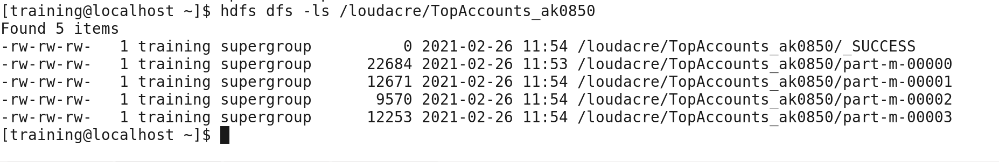 [training@localhost ~]$ hdfs dfs -ls /loudacre/TopAccounts_ak0850
Found 5 items
-rw-rw-rw-   1 training supergroup          0 2021-02-26 11:54 /loudacre/TopAccounts_ak0850/_SUCCESS
-rw-rw-rw-   1 training supergroup      22684 2021-02-26 11:53 /loudacre/TopAccounts_ak0850/part-m-00000
-rw-rw-rw-   1 training supergroup      12671 2021-02-26 11:54 /loudacre/TopAccounts_ak0850/part-m-00001
-rw-rw-rw-   1 training supergroup       9570 2021-02-26 11:54 /loudacre/TopAccounts_ak0850/part-m-00002
-rw-rw-rw-   1 training supergroup      12253 2021-02-26 11:54 /loudacre/TopAccounts_ak0850/part-m-00003
[training@localhost ~]$